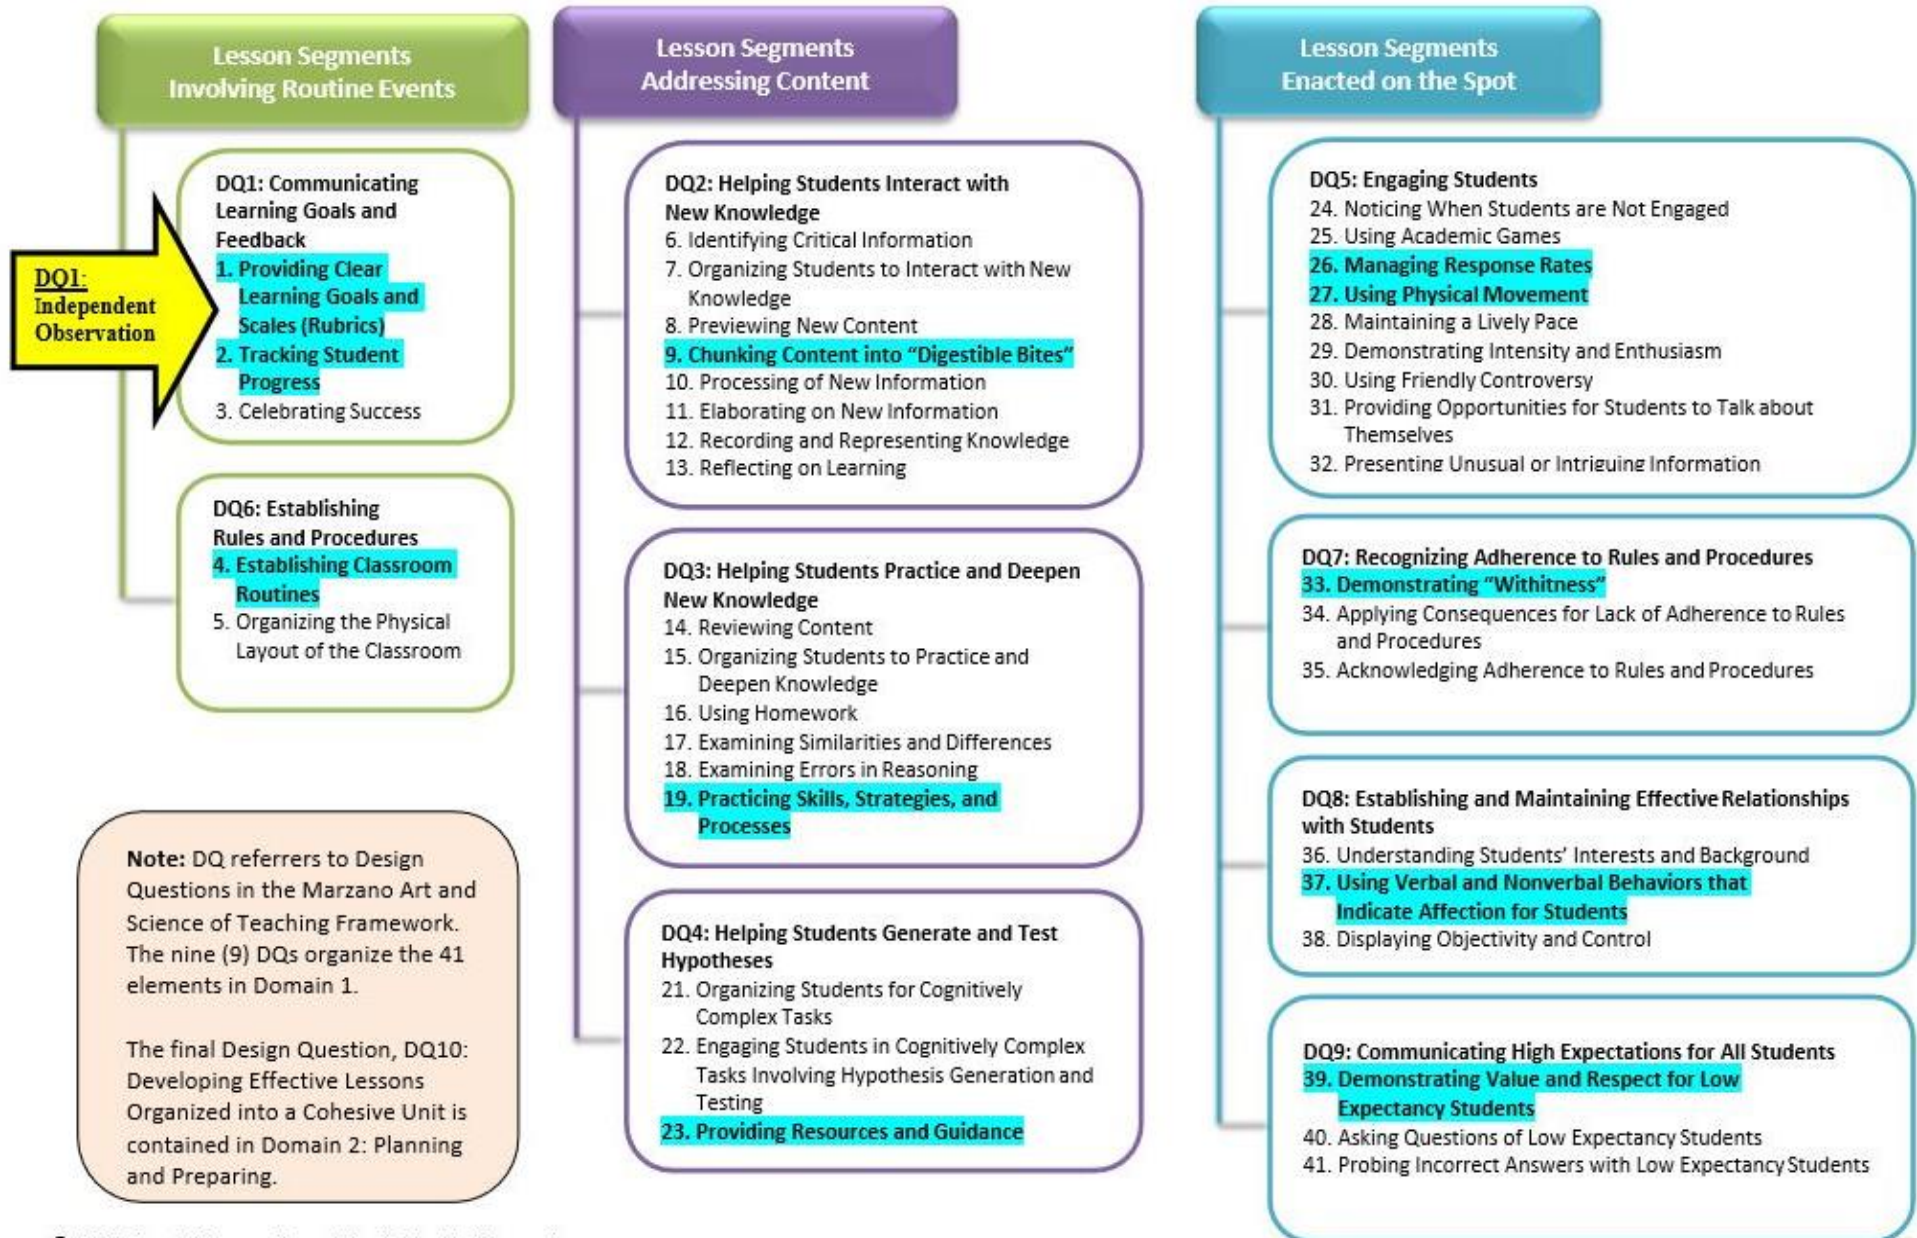 Lesson Segments
Involving Routine Events
DQ1: Communicating
Learning Goals and
Feedback
1. Providing Clear
Learning Goals and
Scales (Rubrics)
2. Tracking Student
Progress
3. Celebrating Success
DQ1:
Independent
Observation
DQ6: Establishing
Rules and Procedures
4. Establishing Classroom
Routines
5. Organizing the Physical
Layout of the Classroom
Note: DQ referrers to Design
Questions in the Marzano Art and
Science of Teaching Framework.
The nine (9) DQs organize the 41
elements in Domain 1.
The final Design Question, DQ10:
Developing Effective Lessons
Organized into a Cohesive Unit is
contained in Domain 2: Planning
and Preparing.
Lesson Segments
Addressing Content
DQ2: Helping Students Interact with
New Knowledge
6. Identifying Critical Information
7. Organizing Students to Interact with New
Knowledge
8. Previewing New Content
9. Chunking Content into “Digestible Bites”
10. Processing of New Information
11. Elaborating on New Information
12. Recording and Representing Knowledge
13. Reflecting on Learning
DQ3: Helping Students Practice and Deepen
New Knowledge
14. Reviewing Content
15. Organizing Students to Practice and
Deepen Knowledge
16. Using Homework
17. Examining Similarities and Differences
18. Examining Errors in Reasoning
19. Practicing Skills, Strategies, and
Processes
DQ4: Helping Students Generate and Test
Hypotheses
21. Organizing Students for Cognitively
Complex Tasks
22. Engaging Students in Cognitively Complex
Tasks Involving Hypothesis Generation and
Testing
23. Providing Resources and Guidance
Lesson Segments
Enacted on the Spot
DQ5: Engaging Students
24. Noticing When Students are Not Engaged
25. Using Academic Games
26. Managing Response Rates
27. Using Physical Movement
28. Maintaining a Lively Pace
29. Demonstrating Intensity and Enthusiasm
30. Using Friendly Controversy
31. Providing Opportunities for Students to Talk about
Themselves
32. Presenting Unusual or Intriguing Information
DQ7: Recognizing Adherence to Rules and Procedures
33. Demonstrating “Withitness”
34. Applying Consequences for Lack of Adherence to Rules
and Procedures
35. Acknowledging Adherence to Rules and Procedures
DQ8: Establishing and Maintaining Effective Relationships
with Students
36. Understanding Students’ Interests and Background
37. Using Verbal and Nonverbal Behaviors that
Indicate Affection for Students
38. Displaying Objectivity and Control
DQ9: Communicating High Expectations for All Students
39. Demonstrating Value and Respect for Low
Expectancy Students
40. Asking Questions of Low Expectancy Students
41. Probing Incorrect Answers with Low Expectancy Students